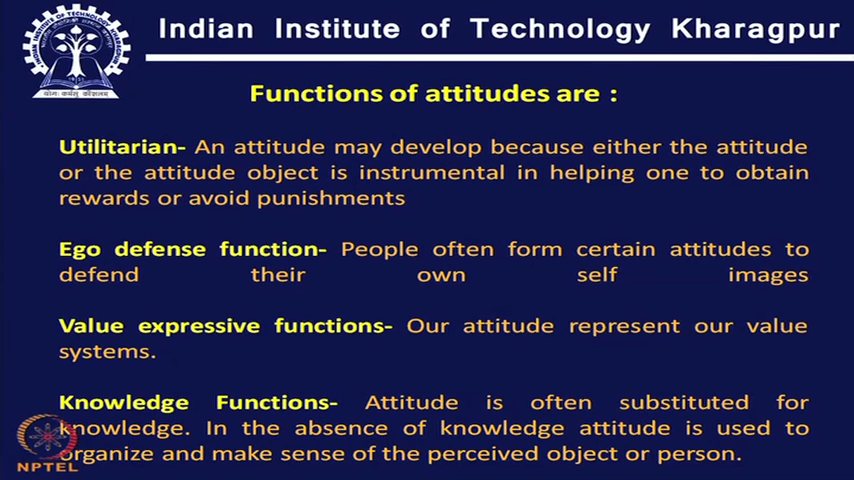 Indian Institute of Technology Kharagpur
Functions of attitudes are :
Utilitarian- An attitude may develop because either the attitude
or the attitude object is instrumental in helping one to obtain
rewards or avoid punishments
Ego defense function- People often form certain attitudes to
defend their own self images
Value expressive functions- Our attitude represent our value
systems.
Knowledge Functions- Attitude is often substituted for
knowledge. In the absence of knowledge attitude is used to
organize and make sense of the perceived object or person.
NPTEL